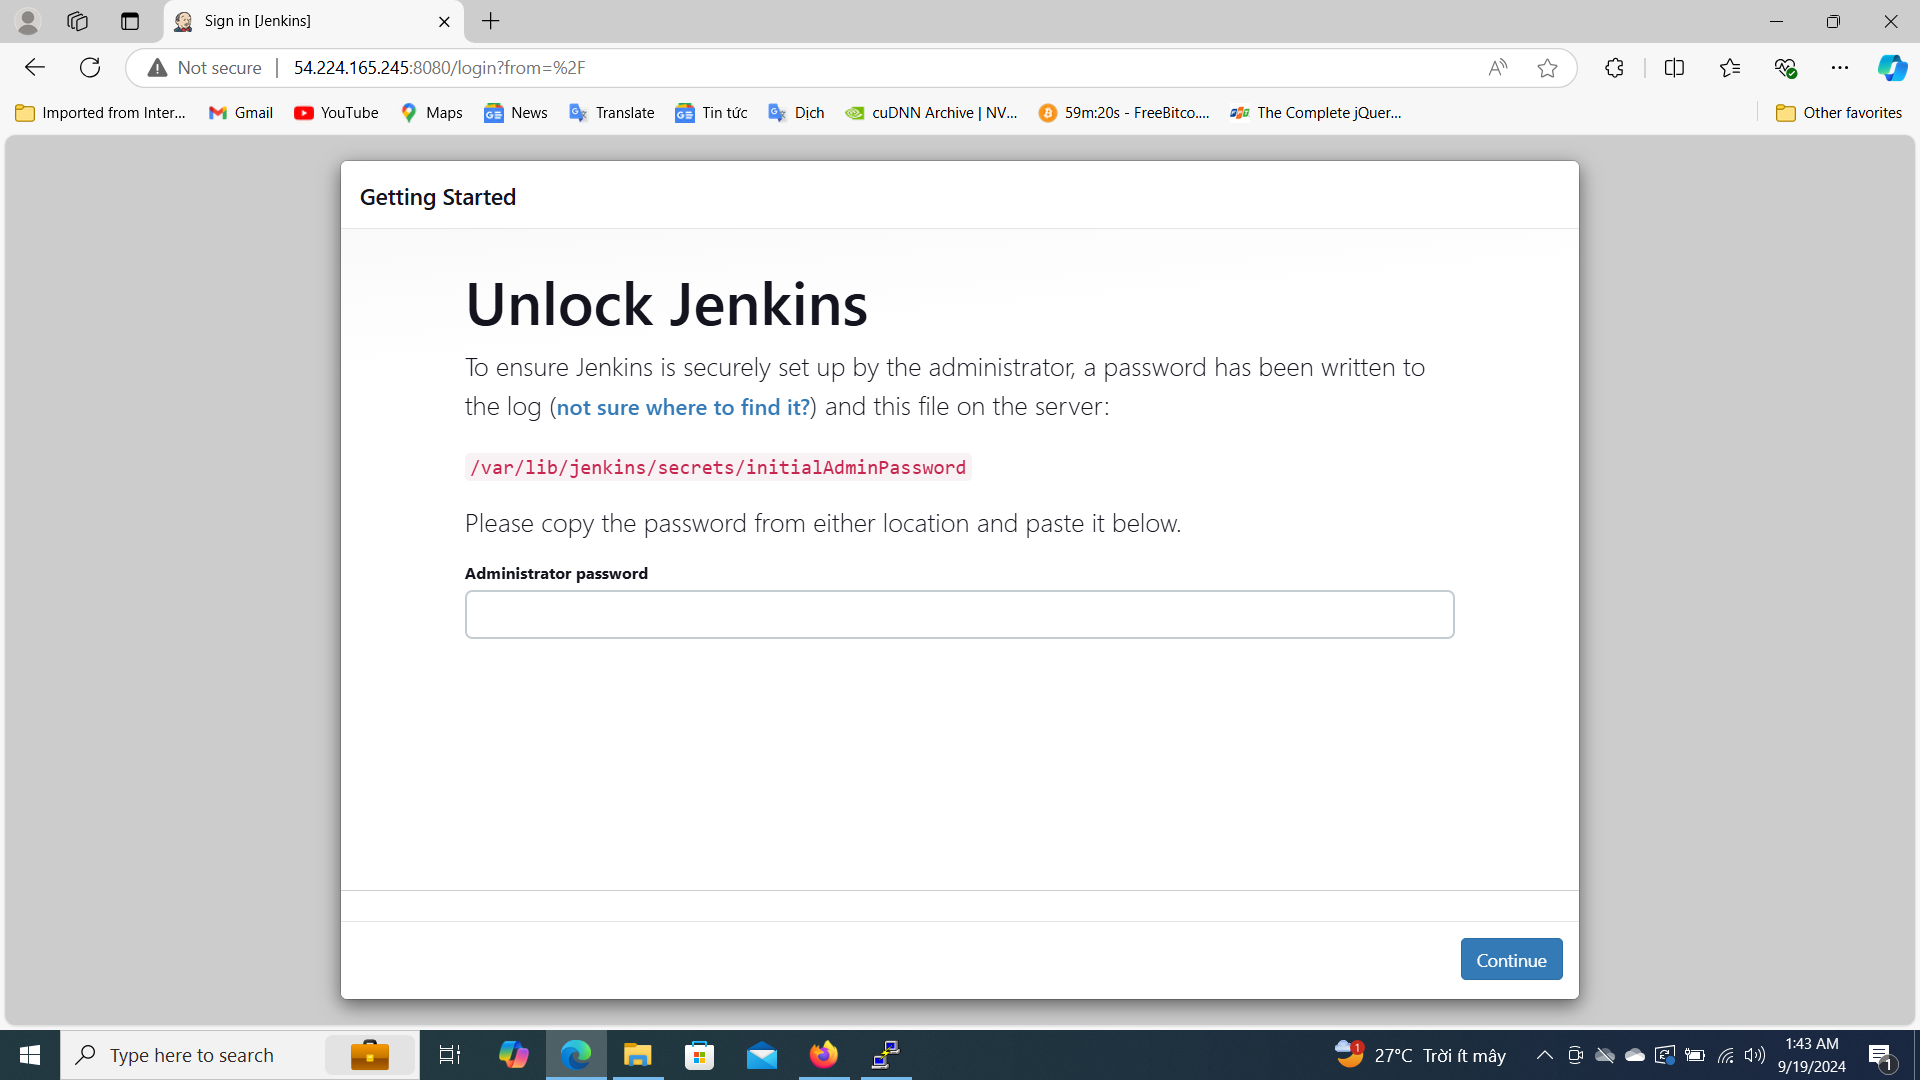 Sign in [Jenkins]
Not secure
54.224.165.245:8080/login?from=%2F
Imported from Inter...
Gmail
YouTube
Maps
News
Translate
Tin tức
Dịch
cuDNN Archive | NV...
59m:20s - FreeBitco....
The Complete jQuer...
Other favorites
Getting Started
Unlock Jenkins
To ensure Jenkins is securely set up by the administrator, a password has been written to
the log (not sure where to find it?) and this file on the server:
/var/lib/jenkins/secrets/initialAdminPassword
Please copy the password from either location and paste it below.
Administrator password
Continue
Type here to search
1
27°C Trời ít mây
1:43 AM
9/19/2024
1